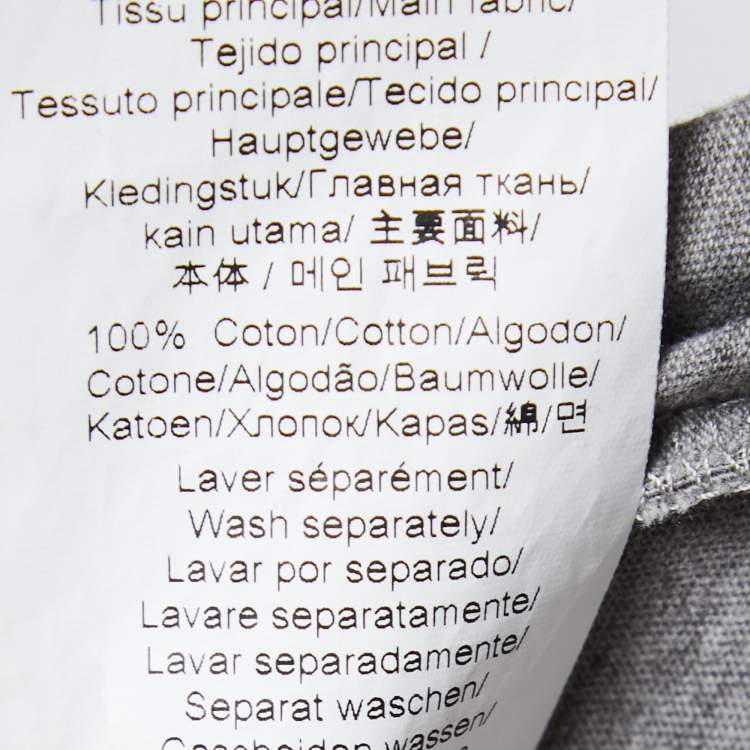 Tissu principal/Main fabric/
Tejido principal /
Tessuto principale/Tecido principal/
Hauptgewebe/
Kledingstuk/Главная ткань/
kain utama/ 主要面料/
本体 / 메인 패브릭
100% Coton/Cotton/Algodon/
Cotone/Algodão/Baumwolle/
Katoen/Хлопок/Kapas/綿/면
Laver séparément/
Wash separately/
Lavar por separado/
Lavare separatamente/
Lavar separadamente/
Separat waschen/
Gescheiden wassen/